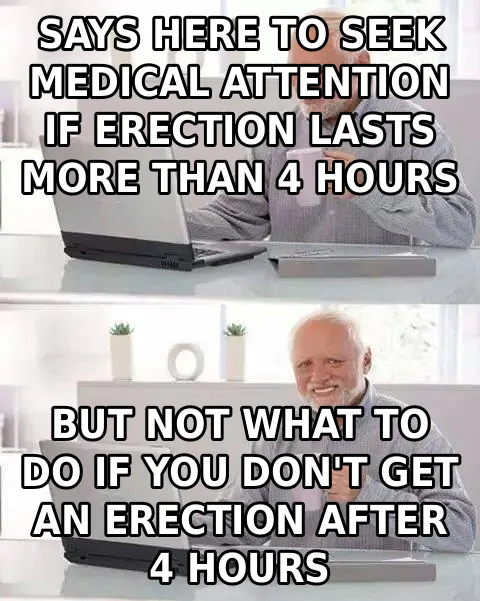 SAYS HERE TO SEEK
MEDICAL ATTENTION
IF ERECTION LASTS
MORE THAN 4 HOURS
BUT NOT WHAT TO
DO IF YOU DON'T GET
AN ERECTION AFTER
4 HOURS